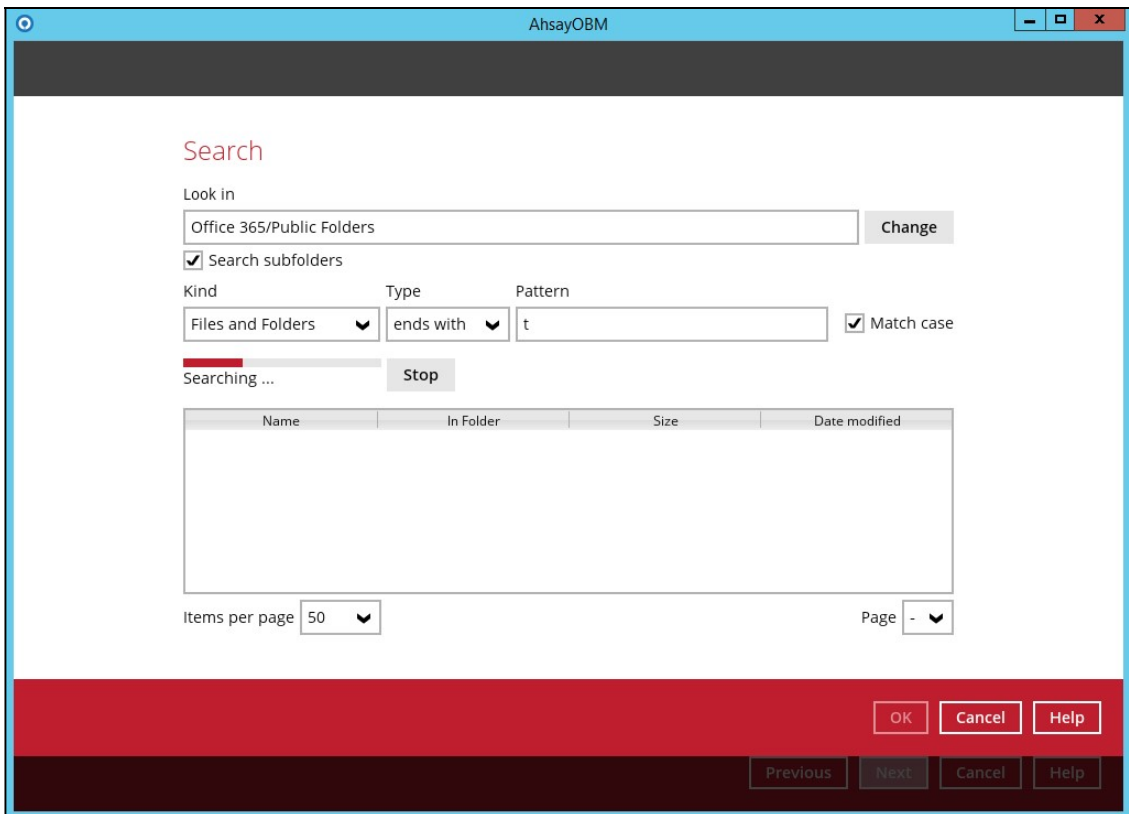 AhsayOBM
Search
Look in
Office 365/Public Folders
Change
Search subfolders
Kind Type Pattern
Files and Folders ends with t Match case
Searching ... Stop
Name In Folder Size Date modified
Items per page 50 Page -
OK Cancel Help
Previous Next Cancel Help